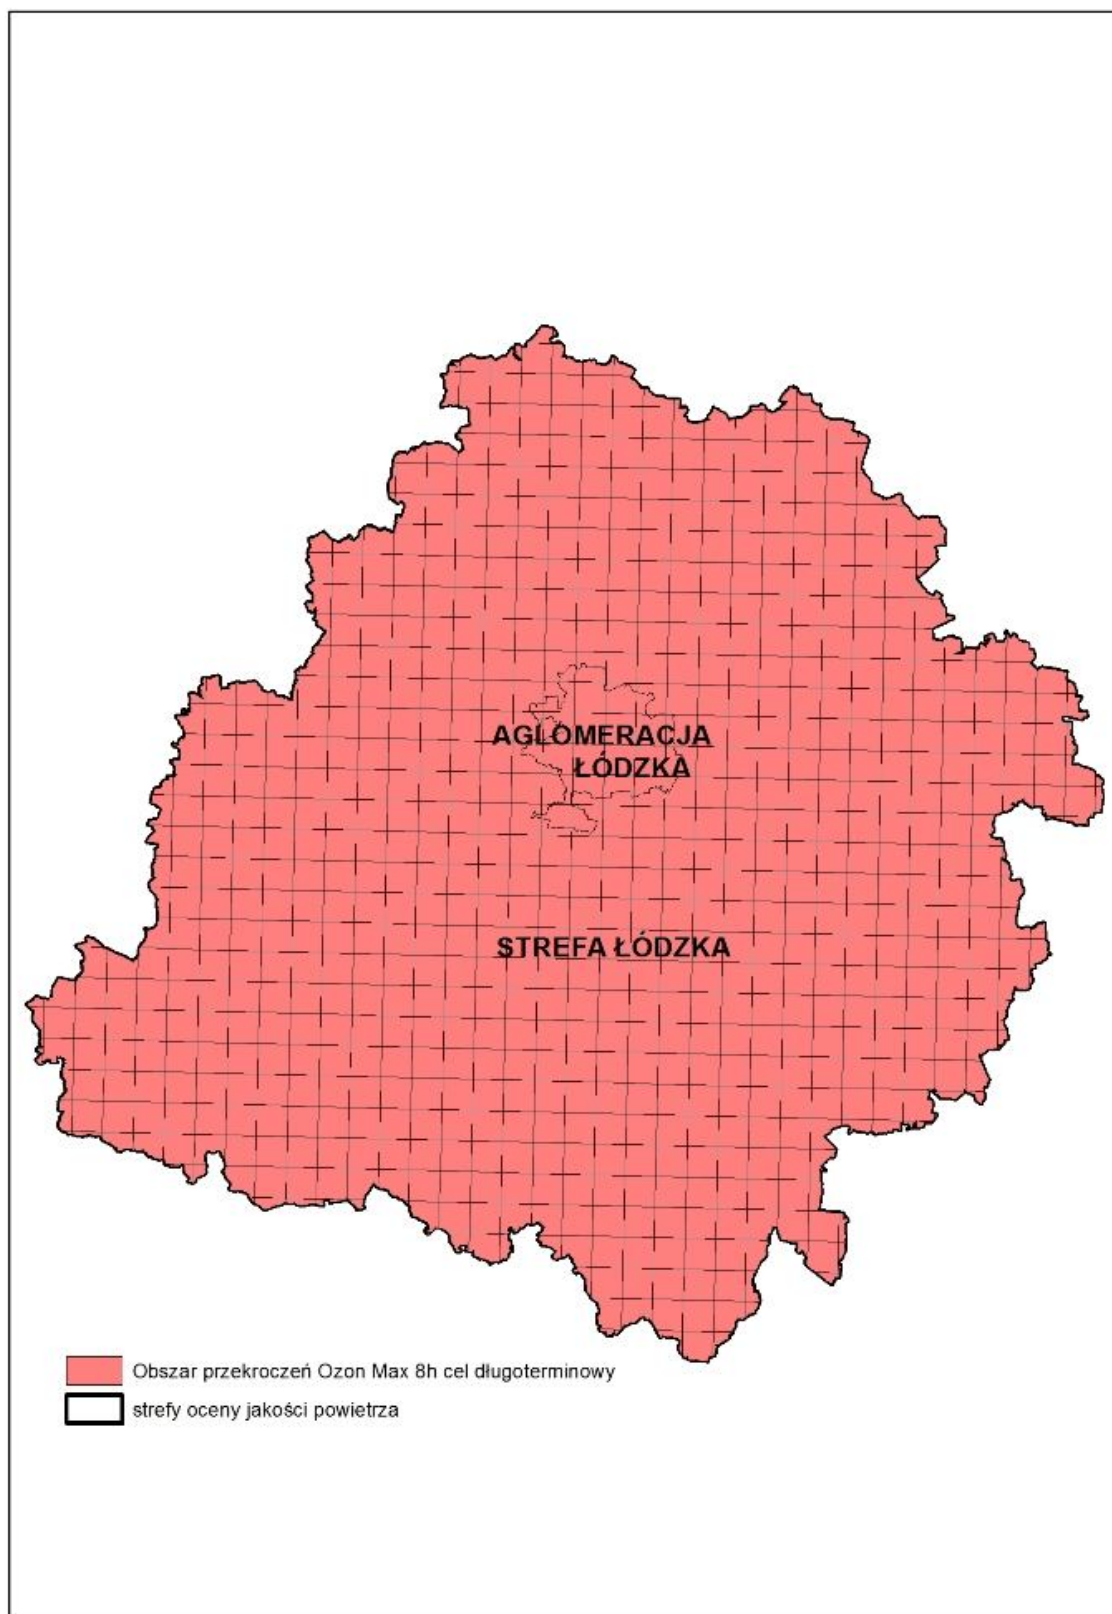 AGLOMERACJA
ŁÓDZKA
STREFA ŁÓDZKA
Obszar przekroczeń Ozon Max 8h cel długoterminowy
strefy oceny jakości powietrza